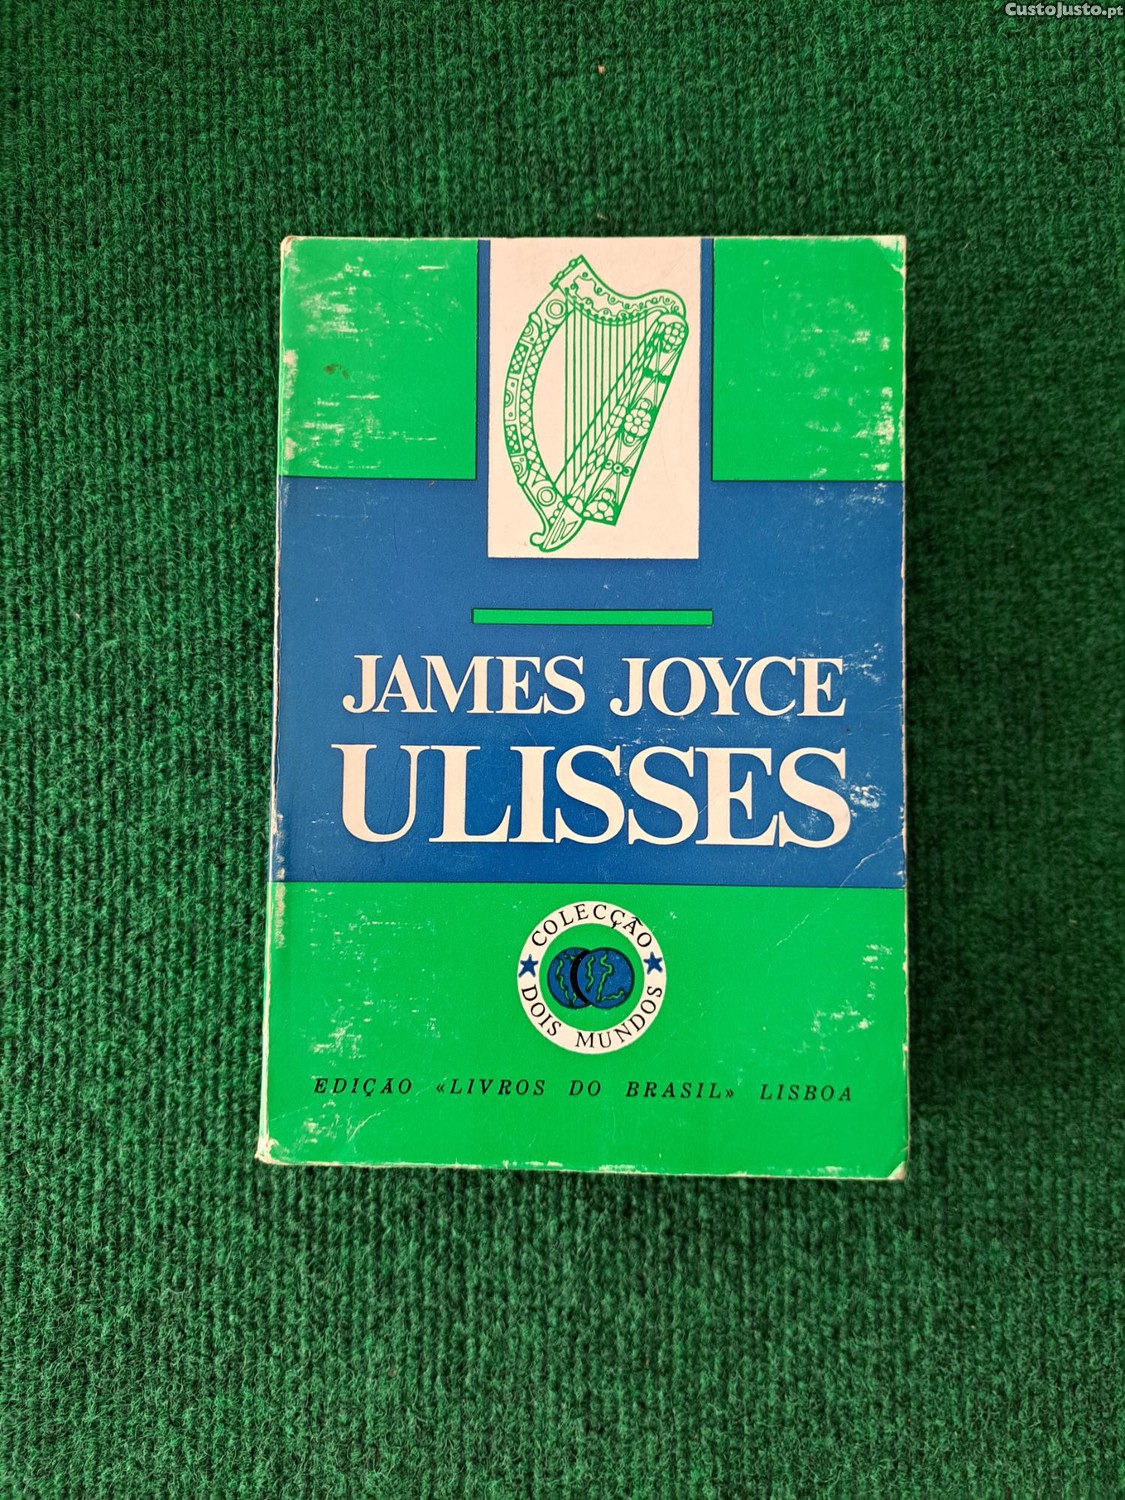 CustoJusto.pt
JAMES JOYCE
ULISSES
COLECÇÃO
DOIS MUNDOS
EDIÇÃO «LIVROS DO BRASIL» LISBOA